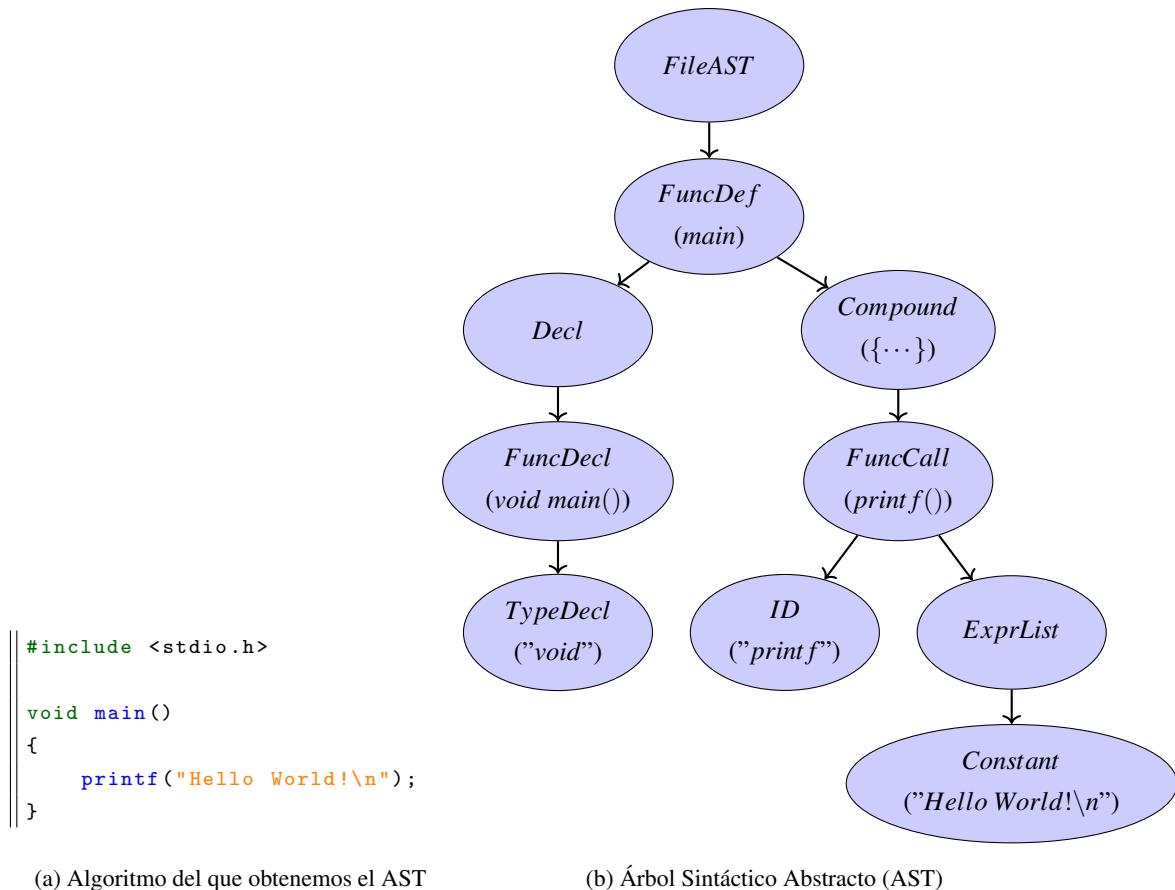 FileAST
FuncDef
(main)
Decl
Compound
({···})
FuncDecl
(void main())
FuncCall
(printf())
TypeDecl
("void")
ID
("printf")
ExprList
Constant
("Hello World!\n")
#include <stdio.h>
void main()
{
printf("Hello World!\n");
}
(a) Algoritmo del que obtenemos el AST
(b) Árbol Sintáctico Abstracto (AST)